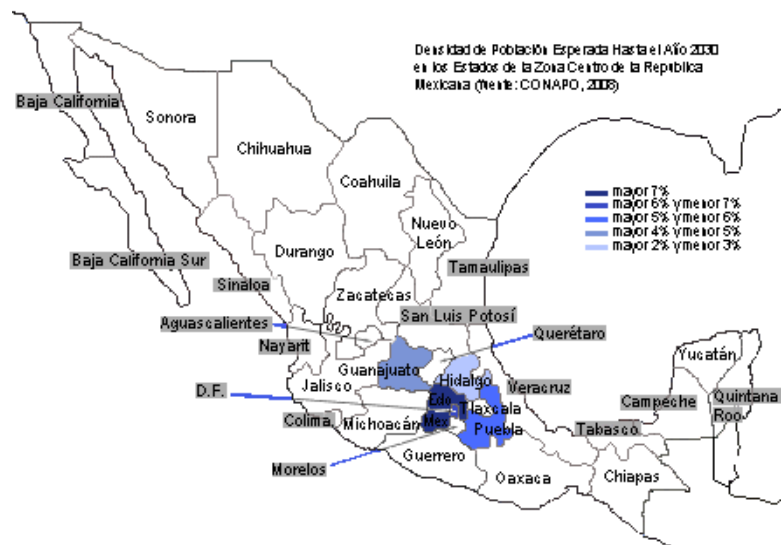 Densidad de Población Esperada Hasta el Año 2030
en los Estados de la Zona Centro de la Republica
Mexicana (fuente: CONAPO, 2008)
Baja California
Sonora
Chihuahua
Coahuila
mayor 7%
mayor 6% y menor 7%
mayor 5% y menor 6%
mayor 4% y menor 5%
mayor 2% y menor 3%
Nuevo
León
Durango
Baja California Sur
Tamaulipas
Sinaloa
Zacatecas
San Luis Potosí
Aguascalientes
Querétaro
Nayarit
Yucatán
Guanajuato
Hidalgo
Jalisco
D.F.
Veracruz
Campeche
Quintana
Roo
Edo
Mex
Tlaxcala
Colima
Michoacán
Puebla
Tabasco
Guerrero
Morelos
Oaxaca
Chiapas